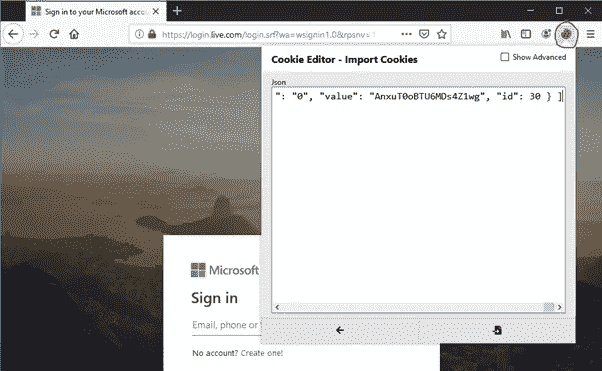 Sign in to your Microsoft acco
https://login.live.com/login.srf?wa=wsignin1.0&rpsnv=1
Cookie Editor - Import Cookies
Show Advanced
Json
": "0", "value": "AnxuT0oBTU6MDs4Z1wg", "id": 30 } ]
Microsoft
Sign in
Email, phone or
No account? Create one!